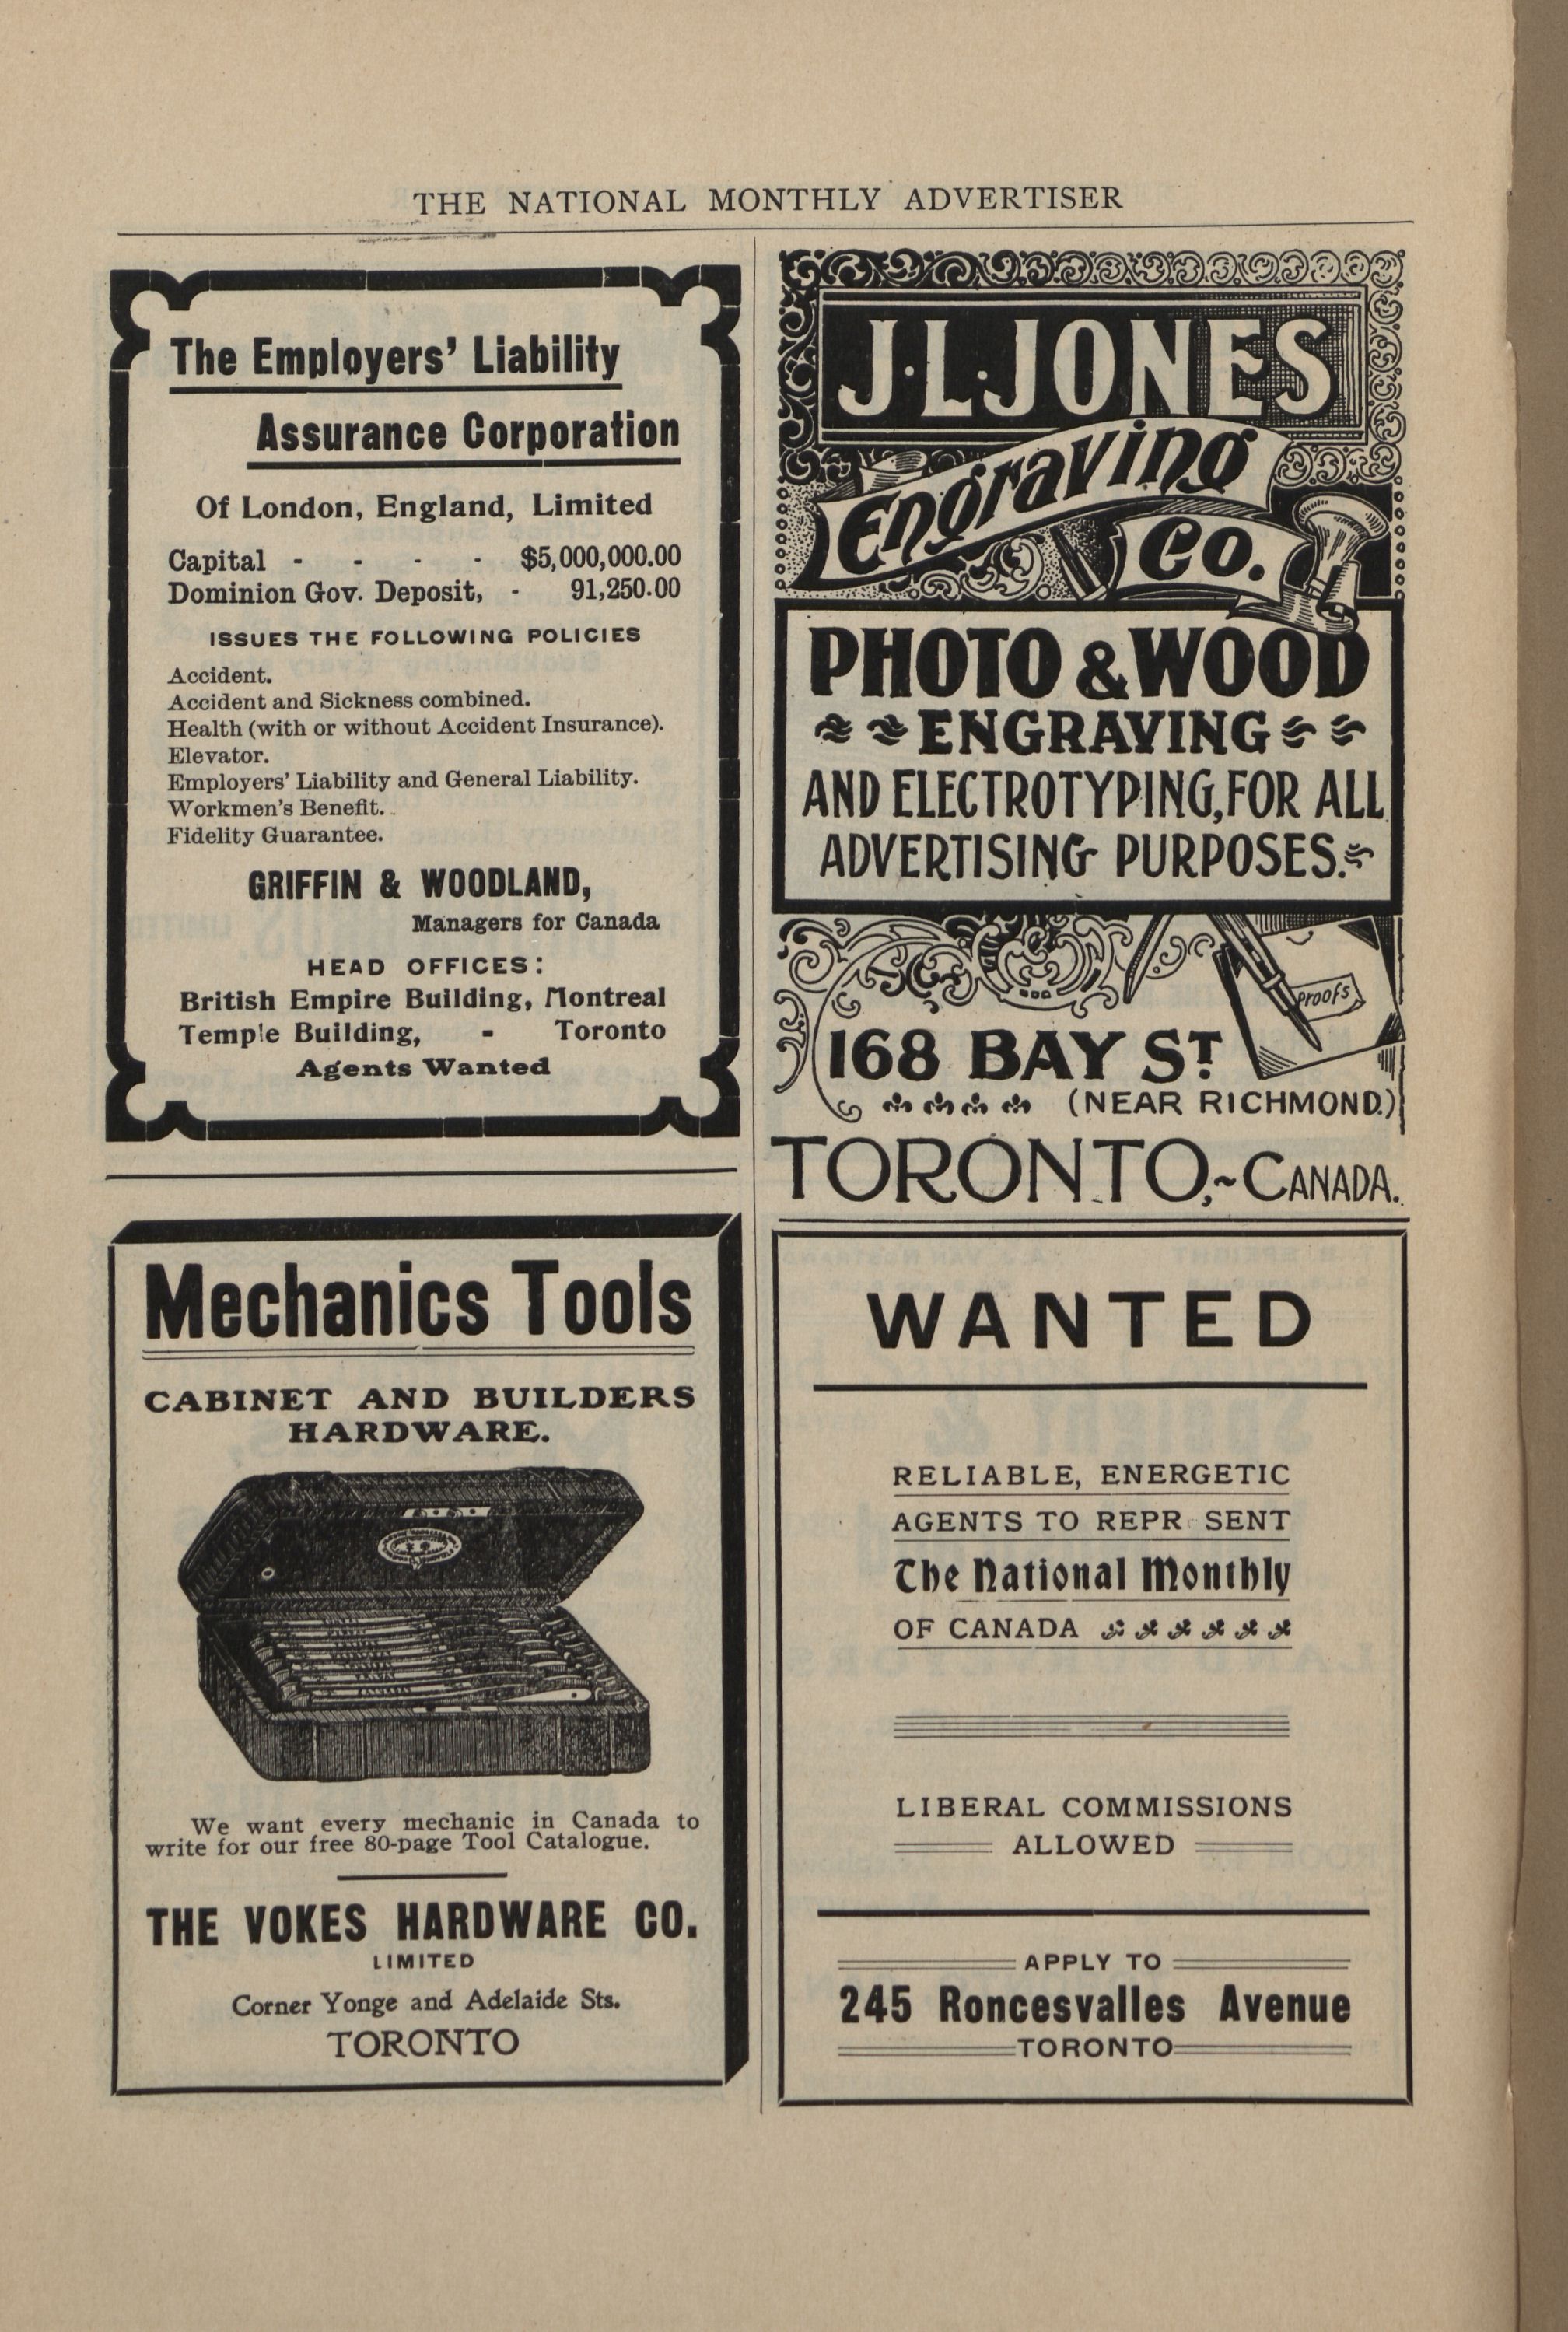 THE NATIONAL MONTHLY ADVERTISER
The Employers' Liability
Assurance Corporation
Of London, England, Limited
Capital - - - - $5,000,000.00
Dominion Gov. Deposit, - 91,250.00
ISSUES THE FOLLOWING POLICIES
Accident.
Accident and Sickness combined.
Health (with or without Accident Insurance).
Elevator.
Employers' Liability and General Liability.
Workmen's Benefit.
Fidelity Guarantee.
GRIFFIN & WOODLAND,
Managers for Canada
HEAD OFFICES:
British Empire Building, Montreal
Temple Building, - Toronto
Agents Wanted
Mechanics Tools
CABINET AND BUILDERS
HARDWARE.
We want every mechanic in Canada to
write for our free 80-page Tool Catalogue.
THE VOKES HARDWARE CO.
LIMITED
Corner Yonge and Adelaide Sts.
TORONTO
J. L. JONES
Engraving
Co.
PHOTO & WOOD
ENGRAVING
AND ELECTROTYPING, FOR ALL
ADVERTISING PURPOSES.
Proofs
168 BAY ST
(NEAR RICHMOND.)
TORONTO,~CANADA.
WANTED
RELIABLE, ENERGETIC
AGENTS TO REPR SENT
The National Monthly
OF CANADA
LIBERAL COMMISSIONS
ALLOWED
APPLY TO
245 Roncesvalles Avenue
TORONTO